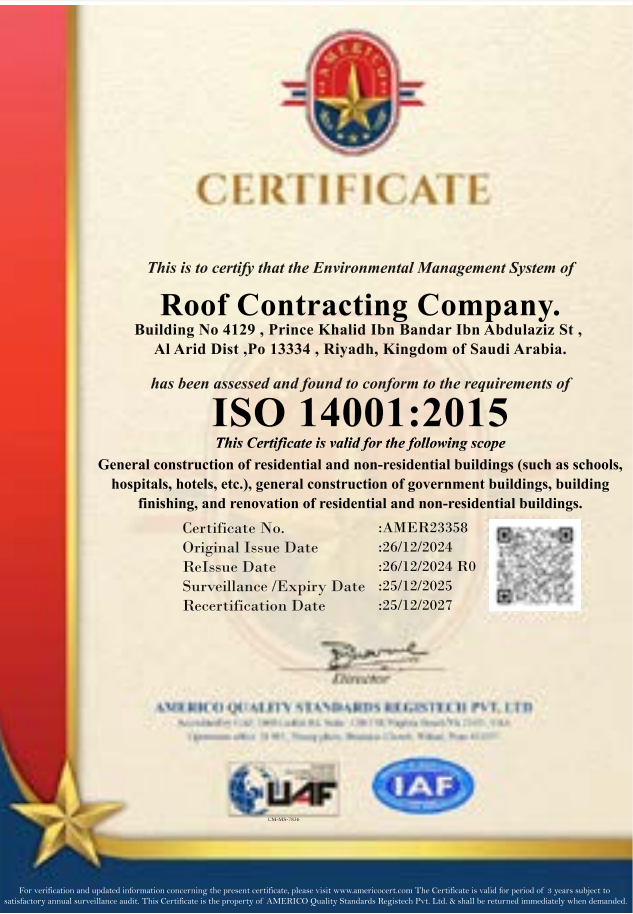 AMERICO
CERTIFICATE
This is to certify that the Environmental Management System of
Roof Contracting Company.
Building No 4129 , Prince Khalid Ibn Bandar Ibn Abdulaziz St ,
Al Arid Dist ,Po 13334 , Riyadh, Kingdom of Saudi Arabia.
has been assessed and found to conform to the requirements of
ISO 14001:2015
This Certificate is valid for the following scope
General construction of residential and non-residential buildings (such as schools,
hospitals, hotels, etc.), general construction of government buildings, building
finishing, and renovation of residential and non-residential buildings.
Certificate No. :AMER23358
Original Issue Date :26/12/2024
ReIssue Date :26/12/2024 R0
Surveillance /Expiry Date :25/12/2025
Recertification Date :25/12/2027
Director
AMERICO QUALITY STANDARDS REGISTECH PVT. LTD
UAF IAF
For verification and updated information concerning the present certificate, please visit www.americocert.com The Certificate is valid for period of 3 years subject to
satisfactory annual surveillance audit. This Certificate is the property of AMERICO Quality Standards Registech Pvt. Ltd. & shall be returned immediately when demanded.